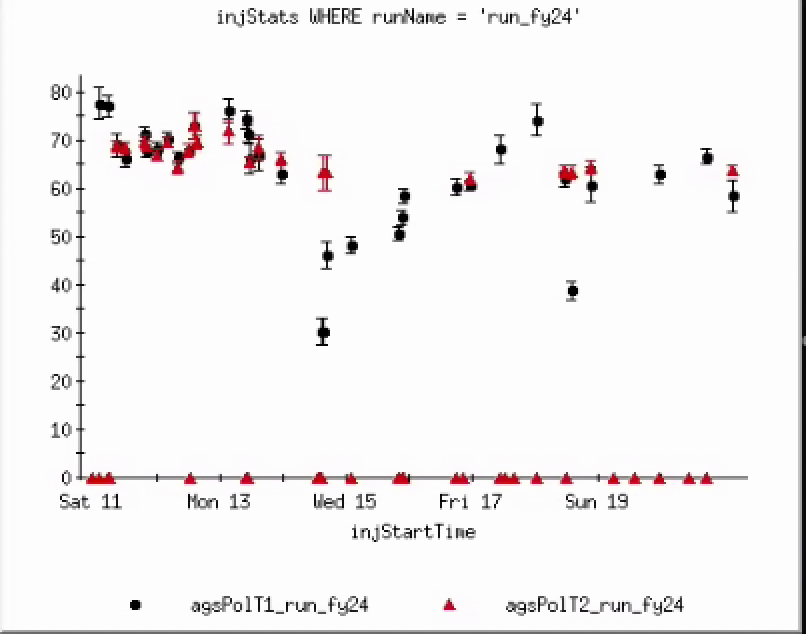 injStats WHERE runName = 'run_fy24'
80
70
60
50
40
30
20
10
0
Sat 11 Mon 13 Wed 15 Fri 17 Sun 19
injStartTime
agsPolT1_run_fy24 agsPolT2_run_fy24